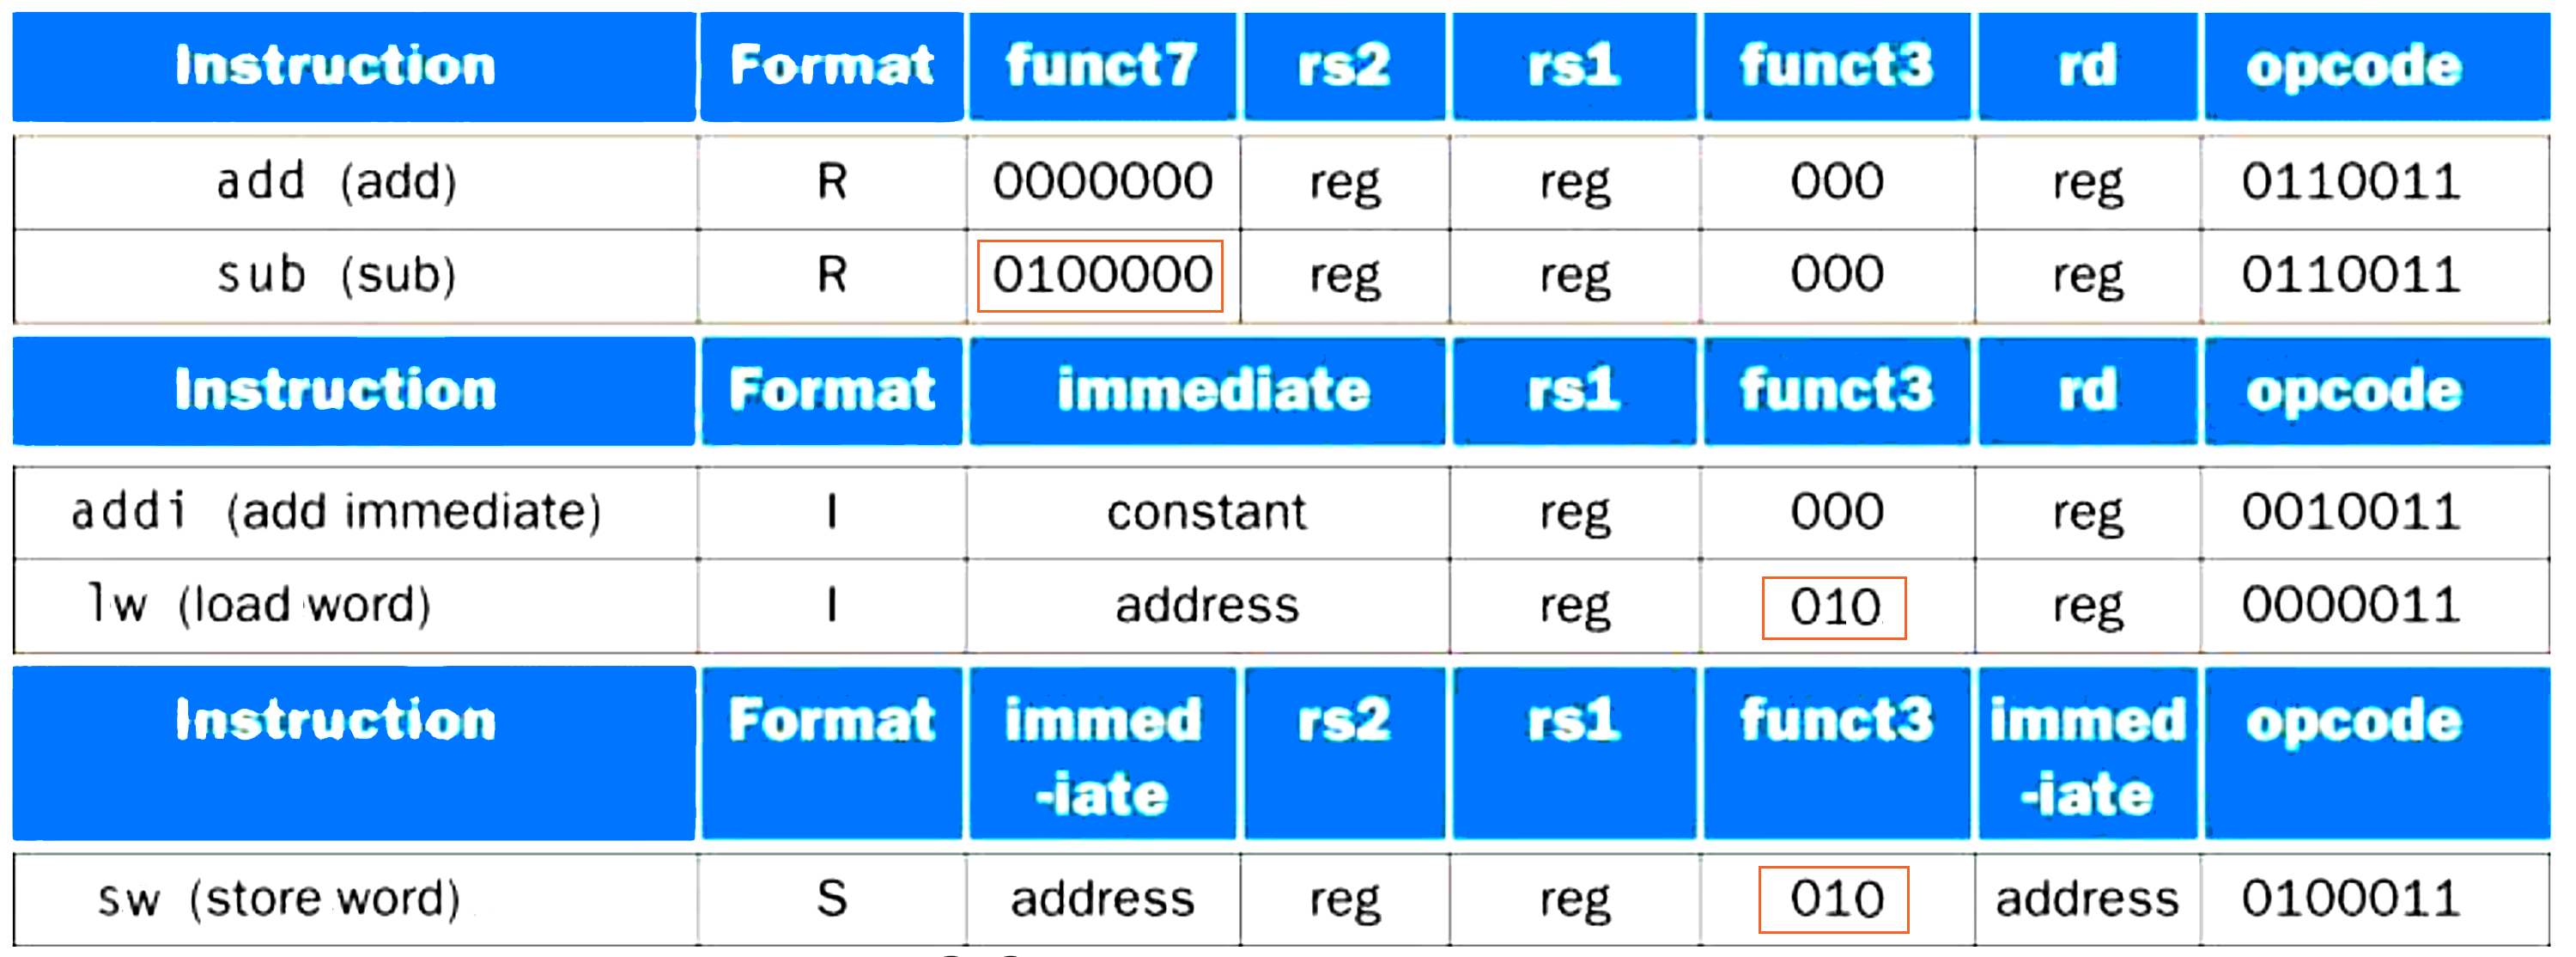 Instruction Format funct7 rs2 rs1 funct3 rd opcode
add (add) R 0000000 reg reg 000 reg 0110011
sub (sub) R 0100000 reg reg 000 reg 0110011
Instruction Format immediate rs1 funct3 rd opcode
addi (add immediate) I constant reg 000 reg 0010011
lw (load word) I address reg 010 reg 0000011
Instruction Format immed rs2 rs1 funct3 immed opcode
-iate -iate
sw (store word) S address reg reg 010 address 0100011